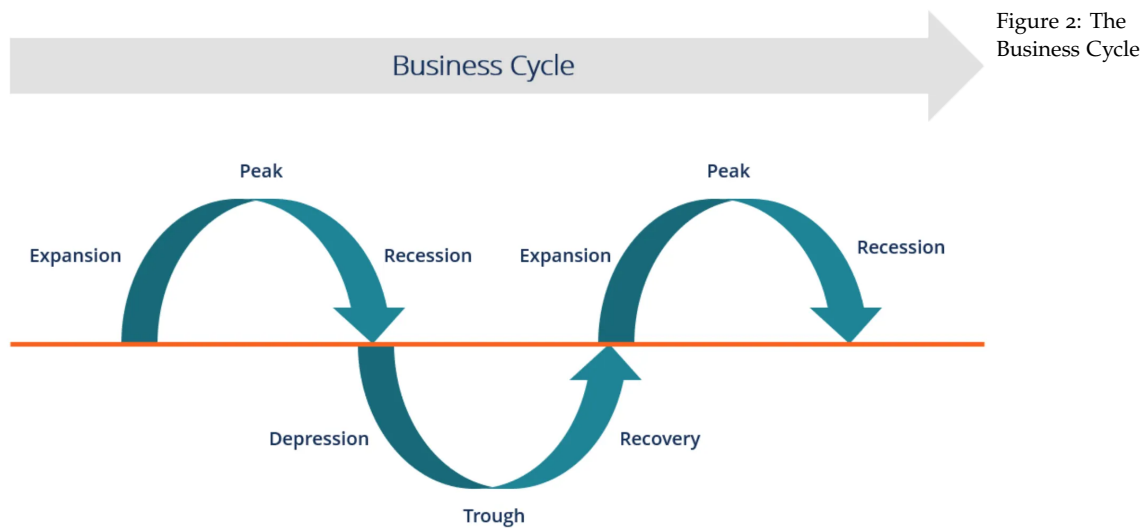 Figure 2: The
Business Cycle
Business Cycle
Peak
Peak
Expansion
Recession
Expansion
Recession
Depression
Recovery
Trough